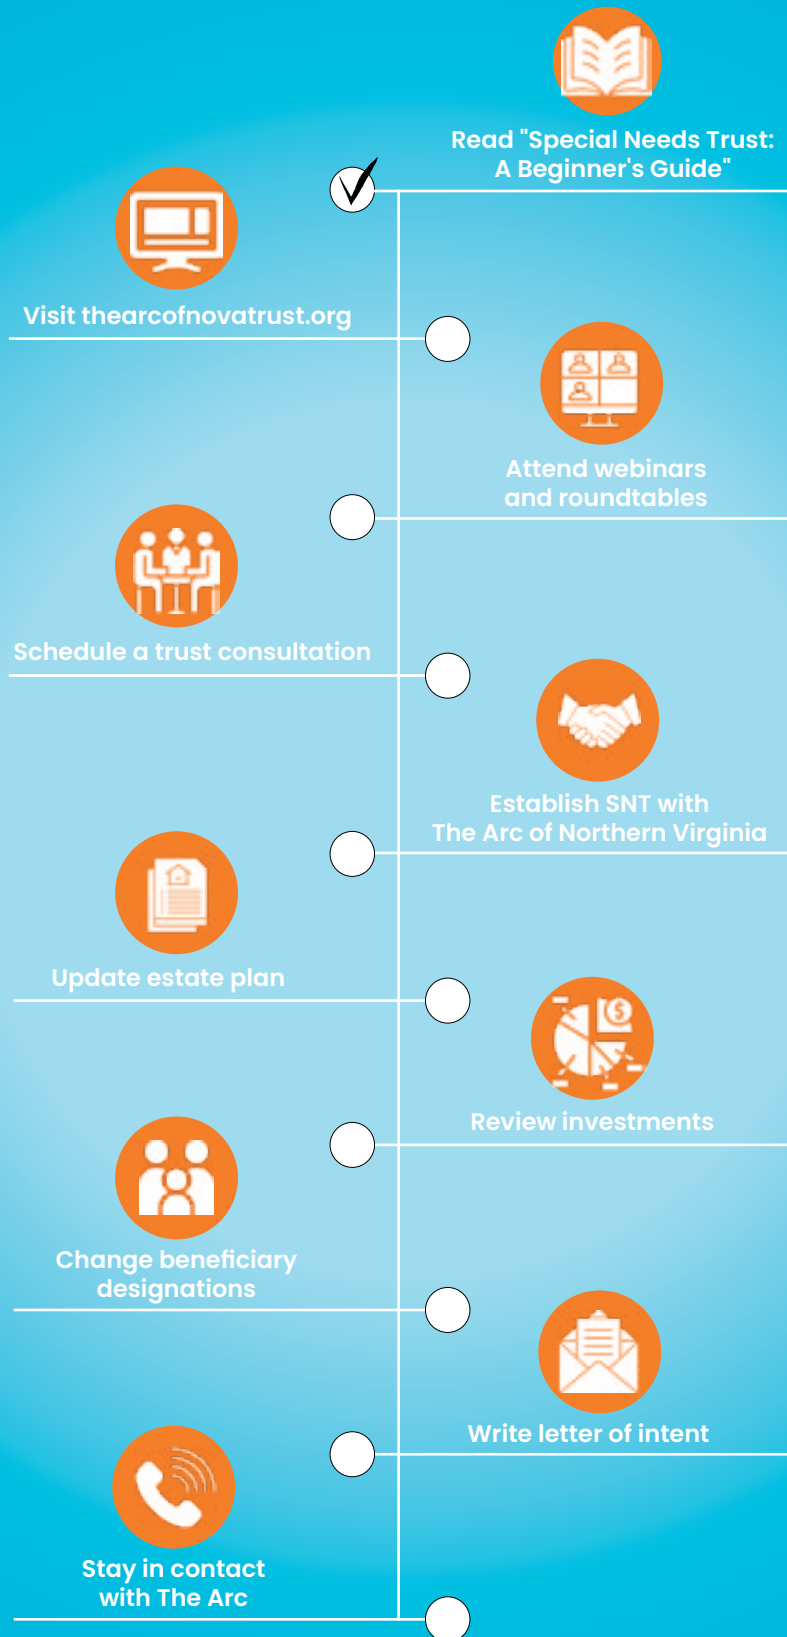 Read "Special Needs Trust:
A Beginner's Guide"
Visit thearcofnovatrust.org
Attend webinars
and roundtables
Schedule a trust consultation
Establish SNT with
The Arc of Northern Virginia
Update estate plan
Review investments
Change beneficiary
designations
Write letter of intent
Stay in contact
with The Arc